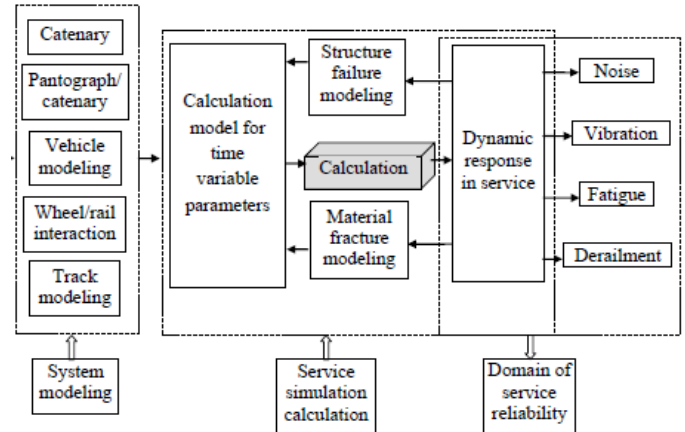 Catenary
Pantograph/
catenary
Vehicle
modeling
Wheel/rail
interaction
Track
modeling
System
modeling
Calculation
model for
time
variable
parameters
Structure
failure
modeling
Calculation
Material
fracture
modeling
Service
simulation
calculation
Dynamic
response
in service
Domain of
service
reliability
Noise
Vibration
Fatigue
Derailment